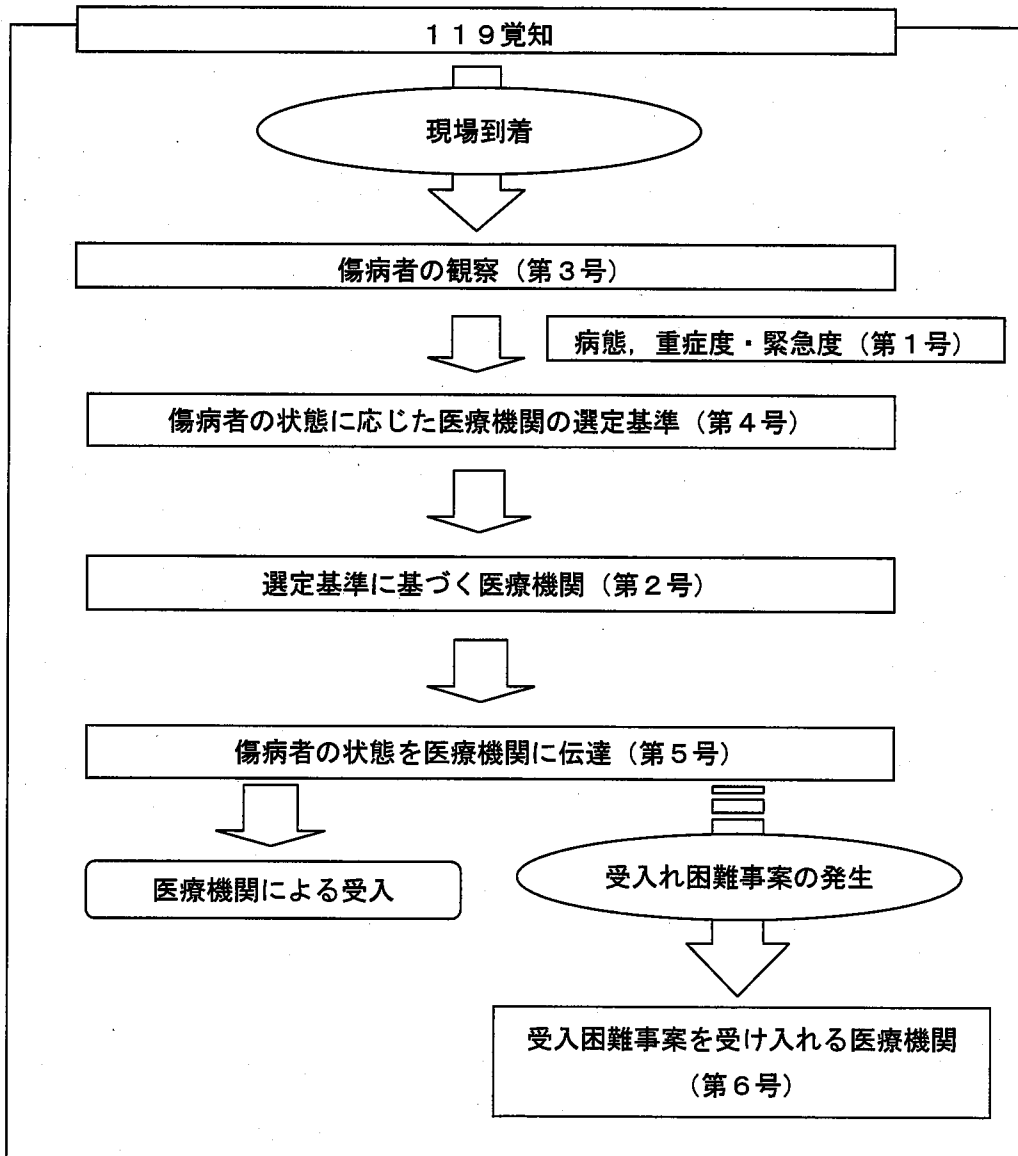 １１９覚知
現場到着
傷病者の観察（第３号）
病態，重症度・緊急度（第１号）
傷病者の状態に応じた医療機関の選定基準（第４号）
選定基準に基づく医療機関（第２号）
傷病者の状態を医療機関に伝達（第５号）
医療機関による受入
受入れ困難事案の発生
受入困難事案を受け入れる医療機関
（第６号）